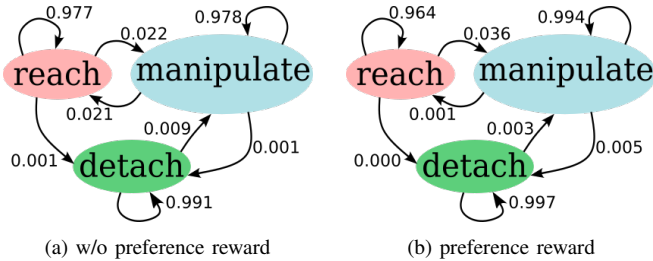 0.977
0.022
0.978
reach
manipulate
0.021
0.009
0.001
0.001
detach
0.991
(a) w/o preference reward
0.964
0.036
0.994
reach
manipulate
0.001
0.003
0.005
0.000
detach
0.997
(b) preference reward